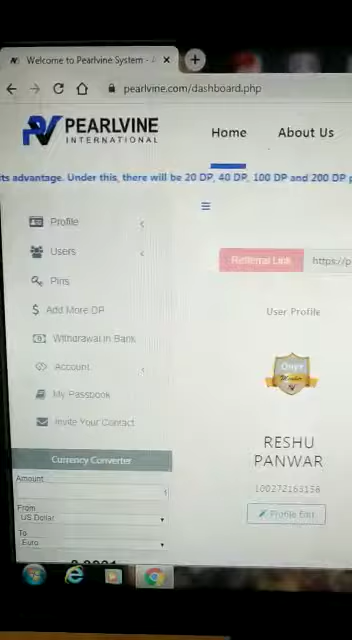 Welcome to Pearlvine System -
pearlvine.com/dashboard.php
PEARLVINE
INTERNATIONAL
Home
About Us
its advantage. Under this, there will be 20 DP, 40 DP, 100 DP and 200 DP
Profile
Users
Pins
Add More DP
Withdrawal in Bank
Account
My Passbook
Invite Your Contact
Referral Link
https://p
User Profile
RESHU
PANWAR
Profile Edit
Currency Converter
Amount
1
From
US Dollar
To
Euro